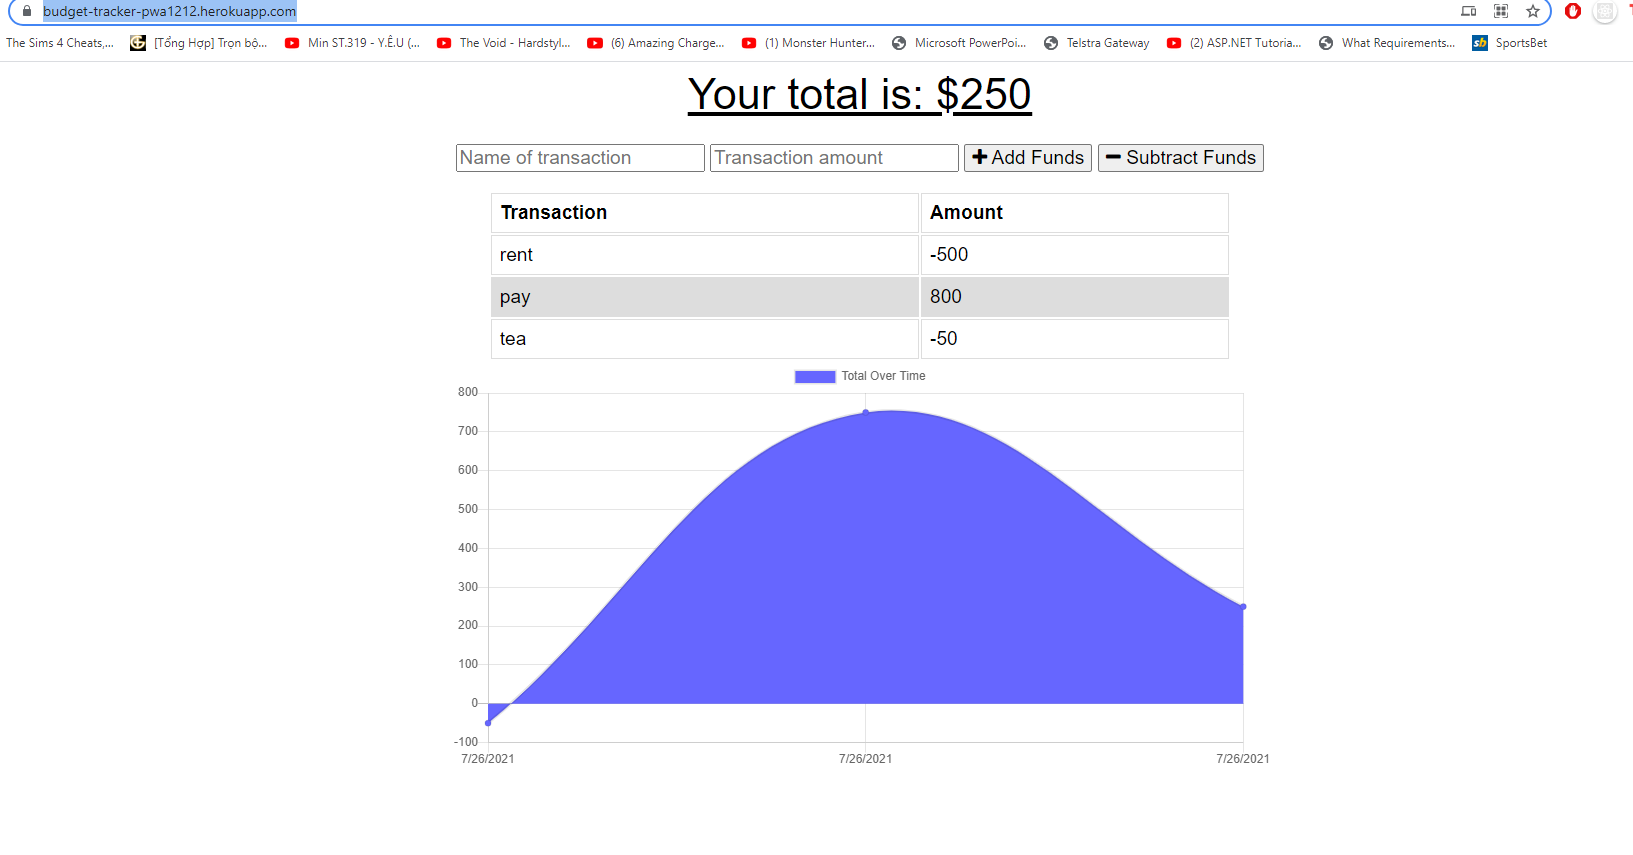 budget-tracker-pwa1212.herokuapp.com
The Sims 4 Cheats,... [Tổng Hợp] Trọn bộ... Min ST.319 - Y.Ê.U (... The Void - Hardstyl... (6) Amazing Charge... (1) Monster Hunter... Microsoft PowerPoi... Telstra Gateway (2) ASP.NET Tutoria... What Requirements... sb SportsBet
Your total is: $250
Name of transaction Transaction amount Add Funds Subtract Funds
Transaction Amount
rent -500
pay 800
tea -50
Total Over Time
800
700
600
500
400
300
200
100
0
-100
7/26/2021 7/26/2021 7/26/2021